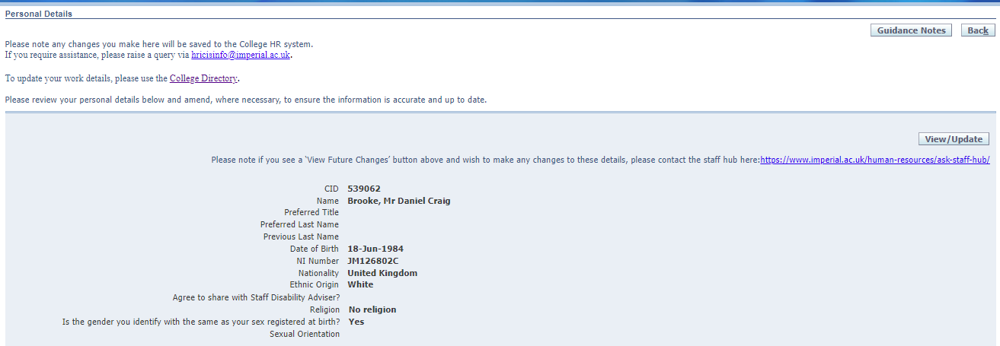 Personal Details
Guidance Notes Back
Please note any changes you make here will be saved to the College HR system.
If you require assistance, please raise a query via hricisinfo@imperial.ac.uk.
To update your work details, please use the College Directory.
Please review your personal details below and amend, where necessary, to ensure the information is accurate and up to date.
View/Update
Please note if you see a ‘View Future Changes’ button above and wish to make any changes to these details, please contact the staff hub here:https://www.imperial.ac.uk/human-resources/ask-staff-hub/
CID 539062
Name Brooke, Mr Daniel Craig
Preferred Title
Preferred Last Name
Previous Last Name
Date of Birth 18-Jun-1984
NI Number JM126802C
Nationality United Kingdom
Ethnic Origin White
Agree to share with Staff Disability Adviser?
Religion No religion
Is the gender you identify with the same as your sex registered at birth? Yes
Sexual Orientation